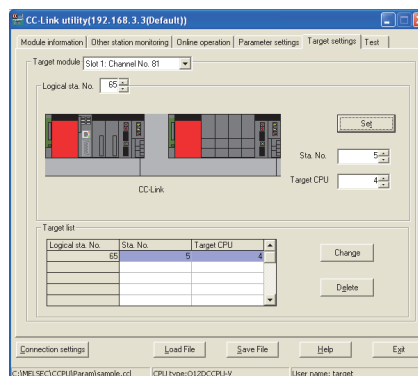 CC-Link utility(192.168.3.3(Default))
Module information Other station monitoring Online operation Parameter settings Target settings Test
Target module Slot 1: Channel No. 81
Logical sta. No. 65
Set
Sta. No. 5
Target CPU 4
CC-Link
Target list
Logical sta. No. Sta. No. Target CPU
65 5 4
Change
Delete
Connection settings Load File Save File Help Exit
C:\MELSEC\CCPU\Param\sample.ccl CPU type:Q12DCCPU-V User name: target